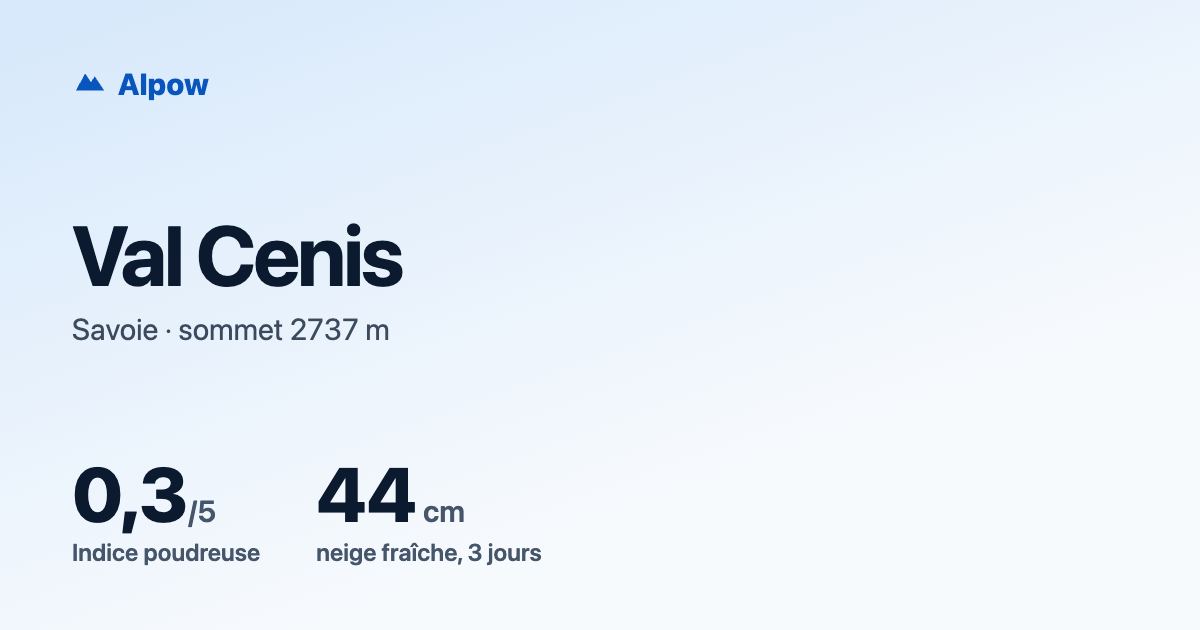 Alpow
Val Cenis
Savoie · sommet 2737 m
0,3/5
Indice poudreuse
44 cm
neige fraîche, 3 jours